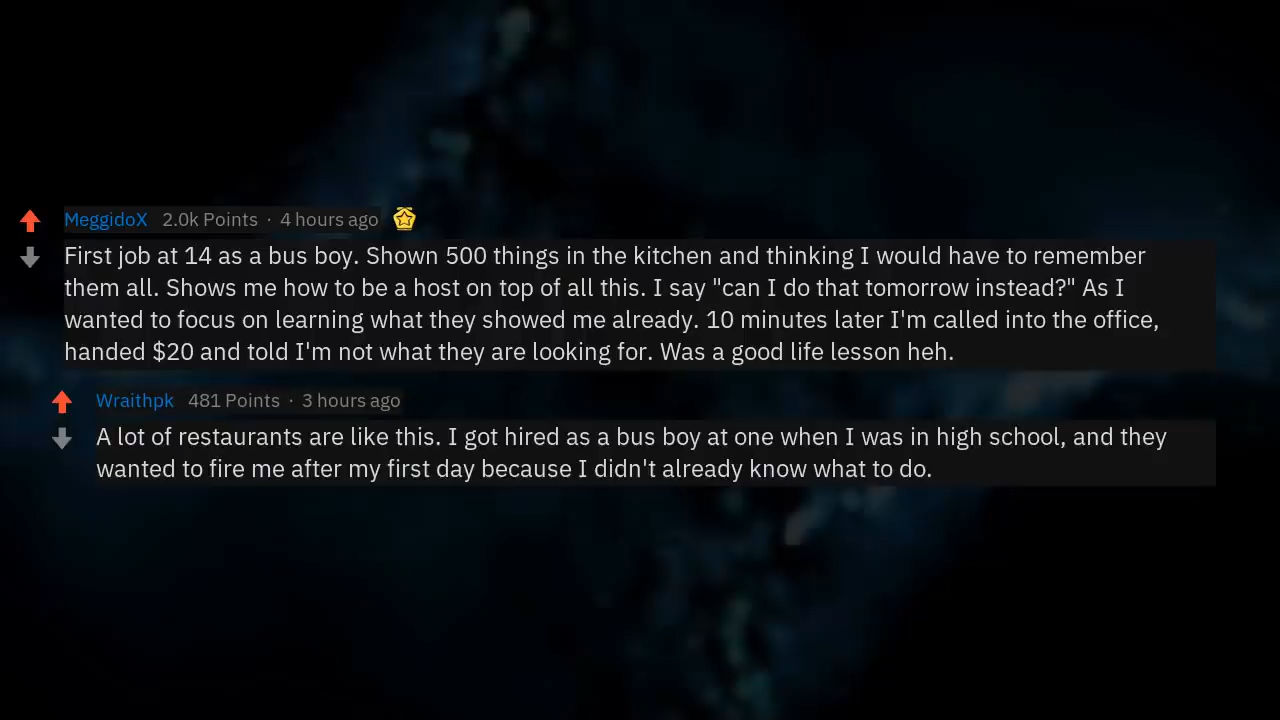 MeggidoX 2.0k Points · 4 hours ago
First job at 14 as a bus boy. Shown 500 things in the kitchen and thinking I would have to remember
them all. Shows me how to be a host on top of all this. I say "can I do that tomorrow instead?" As I
wanted to focus on learning what they showed me already. 10 minutes later I'm called into the office,
handed $20 and told I'm not what they are looking for. Was a good life lesson heh.
Wraithpk 481 Points · 3 hours ago
A lot of restaurants are like this. I got hired as a bus boy at one when I was in high school, and they
wanted to fire me after my first day because I didn't already know what to do.